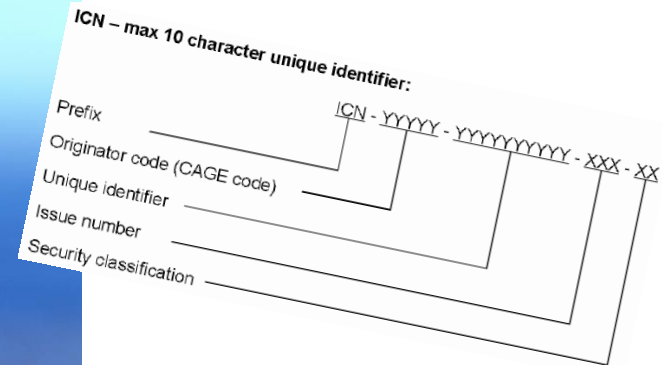 ICN – max 10 character unique identifier:
ICN - YYYYY - YYYYYYYYYY - XXX - XX
Prefix
Originator code (CAGE code)
Unique identifier
Issue number
Security classification